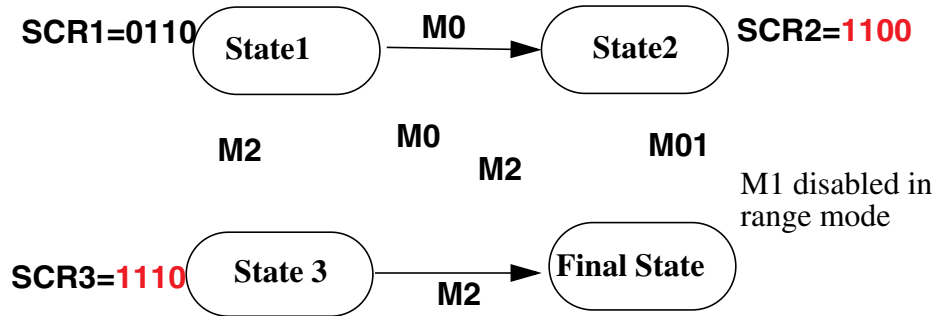 SCR1=0110
State1
M0
State2
SCR2=1100
M2
M0
M2
M01
M1 disabled in
range mode
SCR3=1110
State 3
M2
Final State